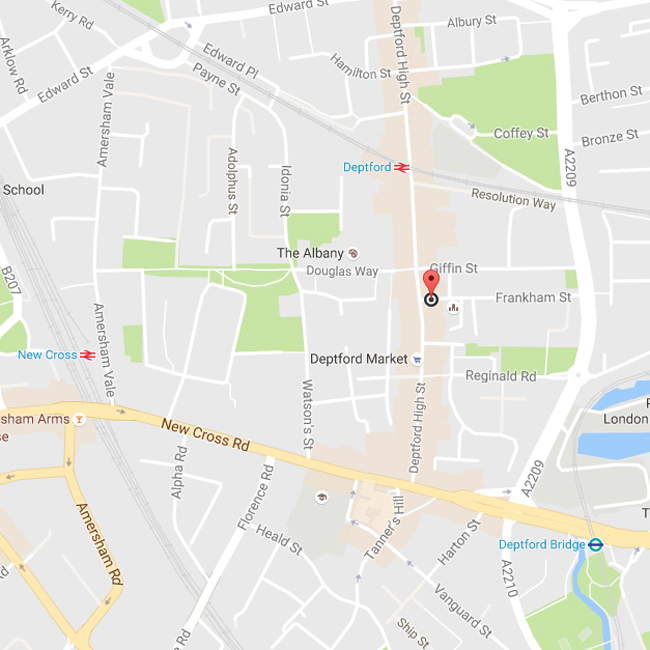 Edward St
Kerry Rd
Albury St
Deptford High St
Arklow Rd
Edward St
Edward Pl
Payne St
Hamilton St
Berthon St
Amersham Vale
Coffey St
Bronze St
A2209
Adolphus St
Idonia St
Deptford
School
Resolution Way
The Albany
Douglas Way
Giffin St
B207
Frankham St
Amersham Vale
New Cross
Deptford Market
Reginald Rd
Watson's St
Deptford High St
sham Arms
se
New Cross Rd
London
Alpha Rd
A2209
Florence Rd
Tanner's Hill
Amersham Rd
Heald St
Harton St
Deptford Bridge
A2210
Vanguard St
Ship St
e Rd